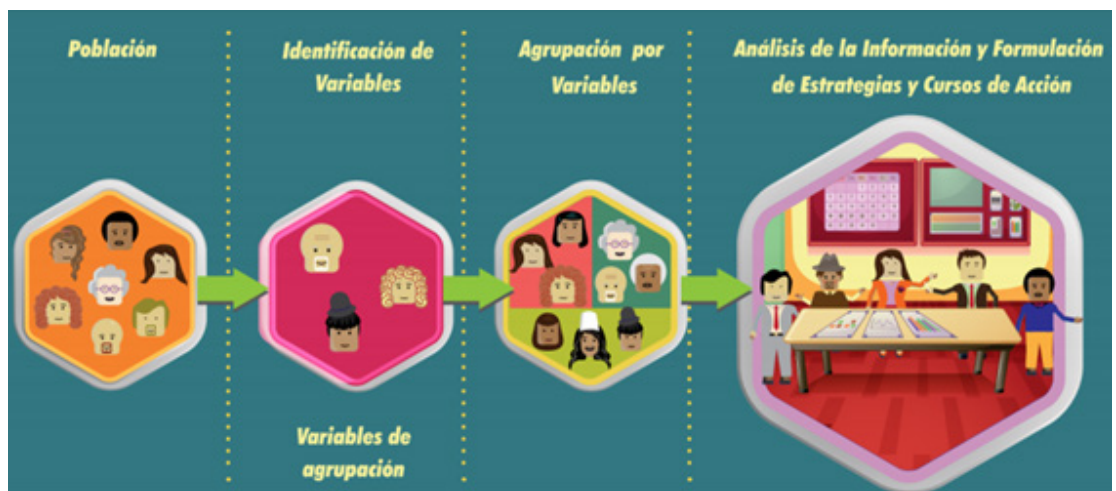 Población
Identificación de
Variables
Agrupación por
Variables
Análisis de la Información y Formulación
de Estrategias y Cursos de Acción
Variables de
agrupación